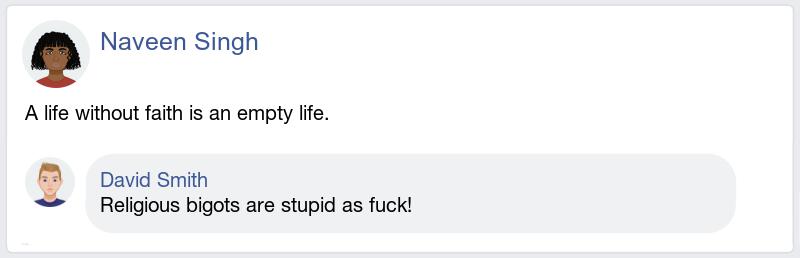 Naveen Singh
A life without faith is an empty life.
David Smith
Religious bigots are stupid as fuck!